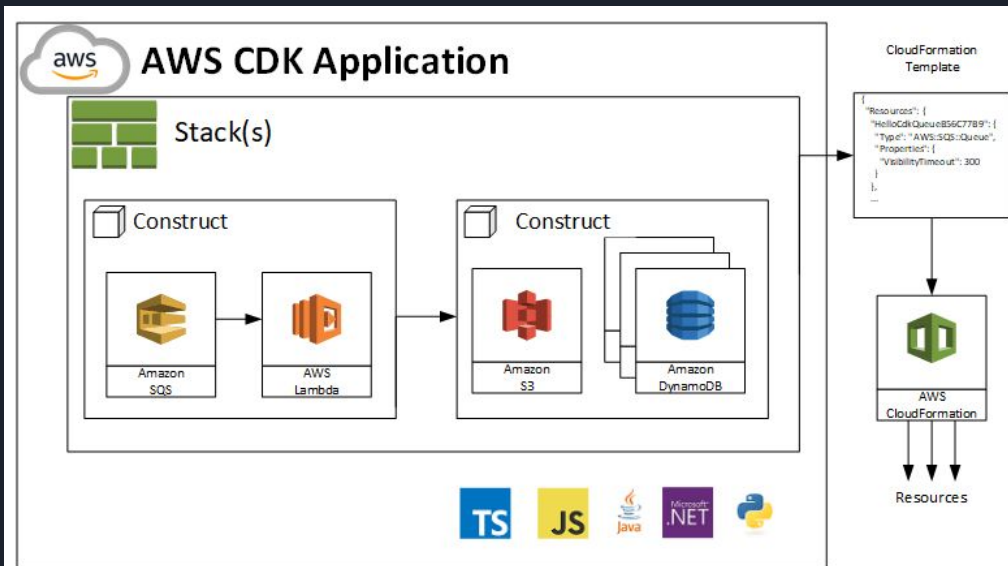 aws
AWS CDK Application
Stack(s)
Construct
Amazon
SQS
AWS
Lambda
Construct
Amazon
S3
Amazon
DynamoDB
TS
JS
Java
Microsoft
.NET
CloudFormation
Template
{
"Resources": {
"HelloCdkQueueB56C77B9": {
"Type": "AWS::SQS::Queue",
"Properties": {
"VisibilityTimeout": 300
}
},
...
AWS
CloudFormation
Resources